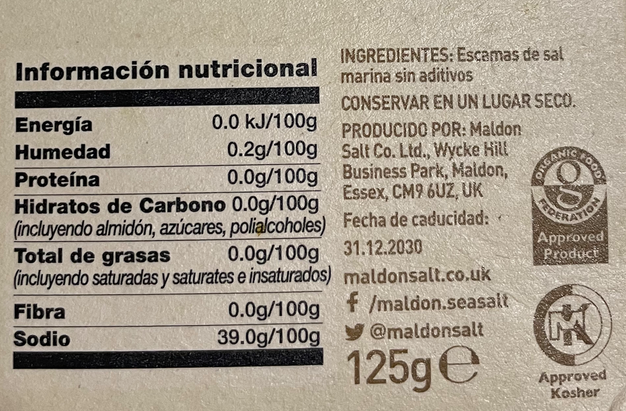 Información nutricional
Energía 0.0 kJ/100g
Humedad 0.2g/100g
Proteína 0.0g/100g
Hidratos de Carbono 0.0g/100g
(incluyendo almidón, azúcares, polialcoholes)
Total de grasas 0.0g/100g
(incluyendo saturadas y saturates e insaturados)
Fibra 0.0g/100g
Sodio 39.0g/100g
INGREDIENTES: Escamas de sal
marina sin aditivos
CONSERVAR EN UN LUGAR SECO.
PRODUCIDO POR: Maldon
Salt Co. Ltd., Wycke Hill
Business Park, Maldon,
Essex, CM9 6UZ, UK
Fecha de caducidad:
31.12.2030
maldonsalt.co.uk
f /maldon.seasalt
@maldonsalt
125g e
ORGANIC FOOD
FEDERATION
Approved
Product
MK
Approved
Kosher